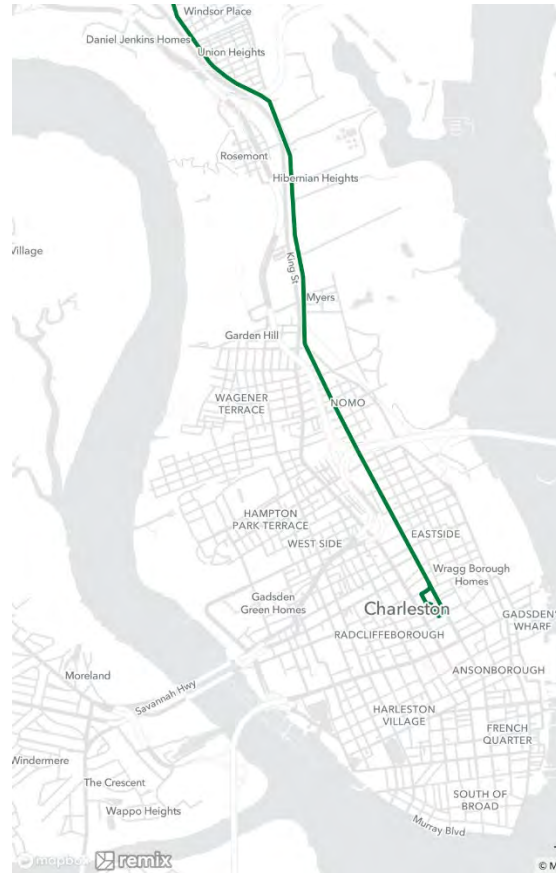 Windsor Place
Daniel Jenkins Homes
Union Heights
Rosemont
Hibernian Heights
Village
King St
Myers
Garden Hill
WAGENER
TERRACE
NOMO
HAMPTON
PARK TERRACE
WEST SIDE
EASTSIDE
Wragg Borough
Homes
Gadsden
Green Homes
Charleston
GADSDEN'
WHARF
RADCLIFFEBOROUGH
ANSONBOROUGH
Moreland
Savannah Hwy
HARLESTON
VILLAGE
FRENCH
QUARTER
Windermere
The Crescent
Wappo Heights
SOUTH OF
BROAD
Murray Blvd
mapbox remix
© M